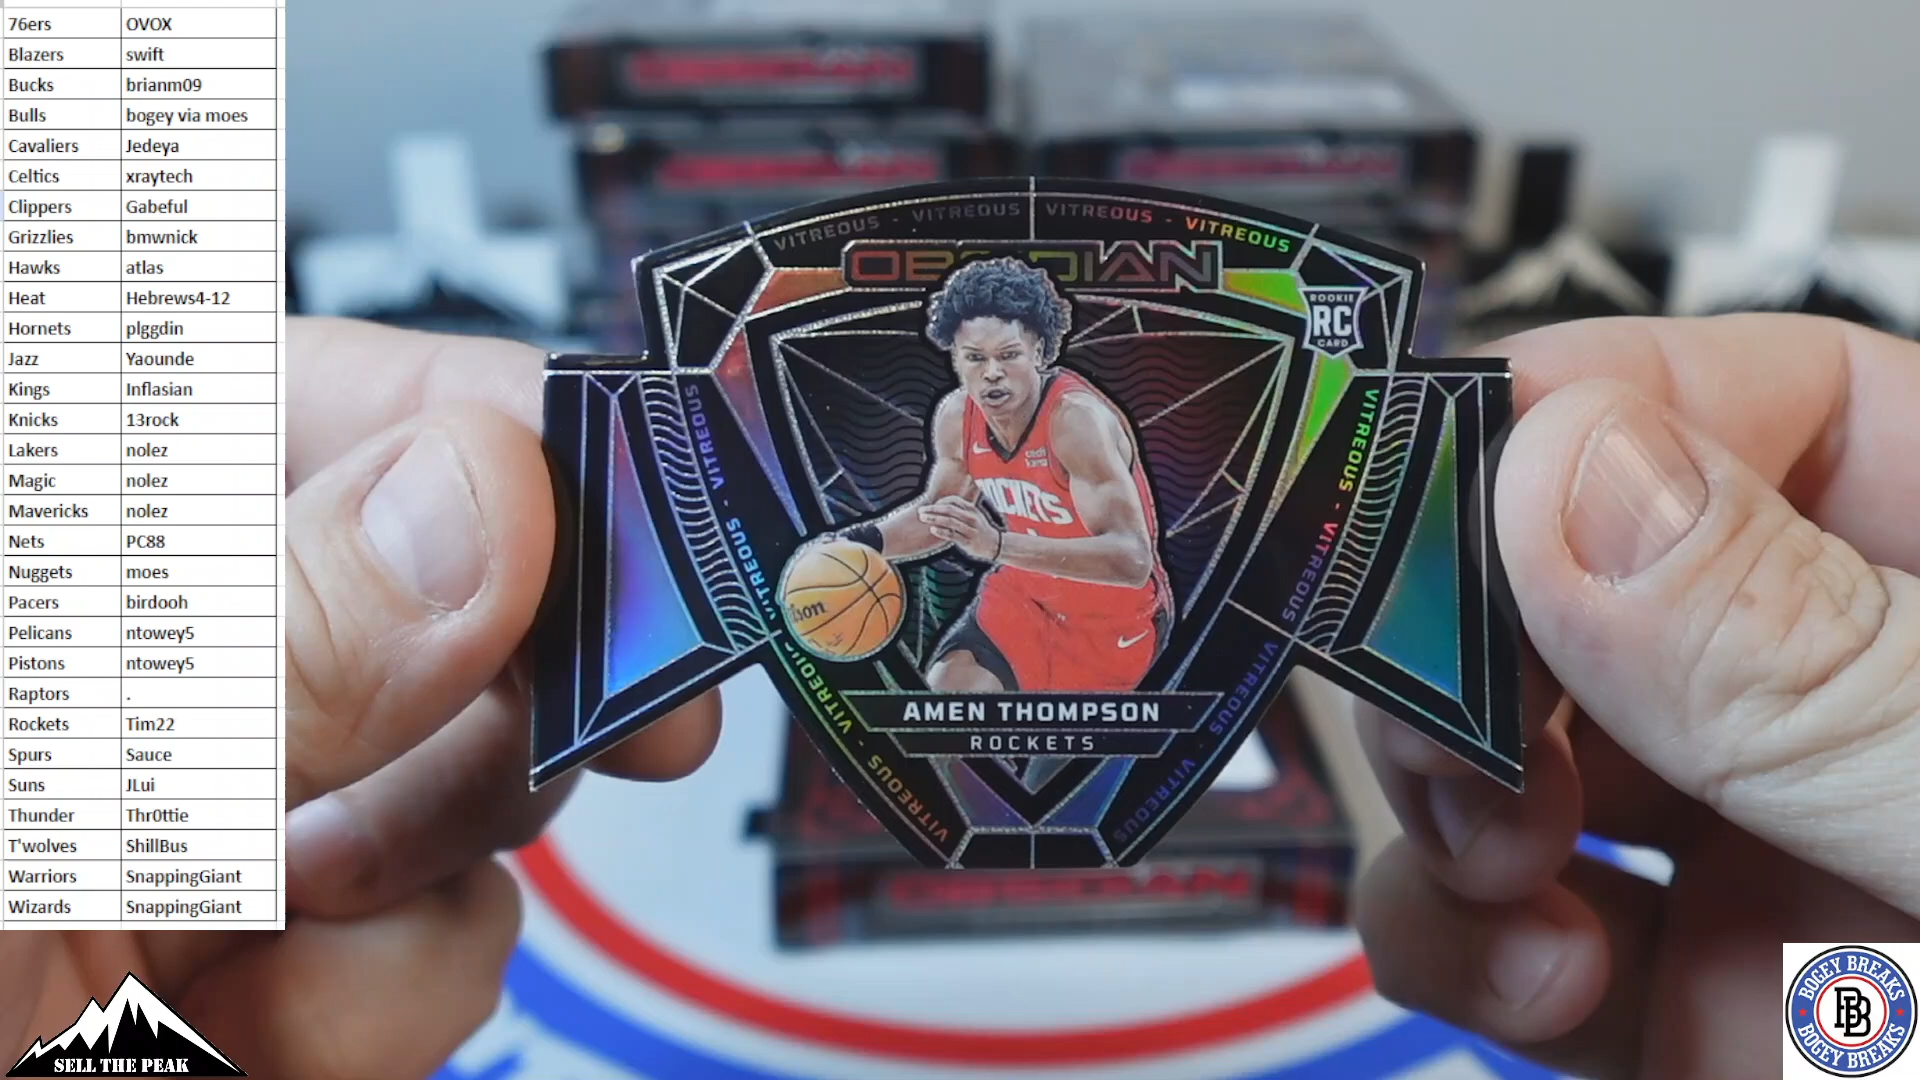 76ers OVOX
Blazers swift
Bucks brianm09
Bulls bogey via moes
Cavaliers Jedeya
Celtics xraytech
Clippers Gabeful
Grizzlies bmwnick
Hawks atlas
Heat Hebrews4-12
Hornets plggdin
Jazz Yaounde
Kings Inflasian
Knicks 13rock
Lakers nolez
Magic nolez
Mavericks nolez
Nets PC88
Nuggets moes
Pacers birdooh
Pelicans ntowey5
Pistons ntowey5
Raptors .
Rockets Tim22
Spurs Sauce
Suns JLui
Thunder Thr0ttie
T'wolves ShillBus
Warriors SnappingGiant
Wizards SnappingGiant
VITREOUS - VITREOUS VITREOUS - VITREOUS
OBSIDIAN
ROOKIE
RC
CARD
VITREOUS - VITREOUS
VITREOUS - VITREOUS
VITREOUS - VITREOUS
VITREOUS - VITREOUS
ROCKETS
AMEN THOMPSON
ROCKETS
OBSIDIAN
SELL THE PEAK
BOGEY BREAKS
BB
BOGEY BREAKS